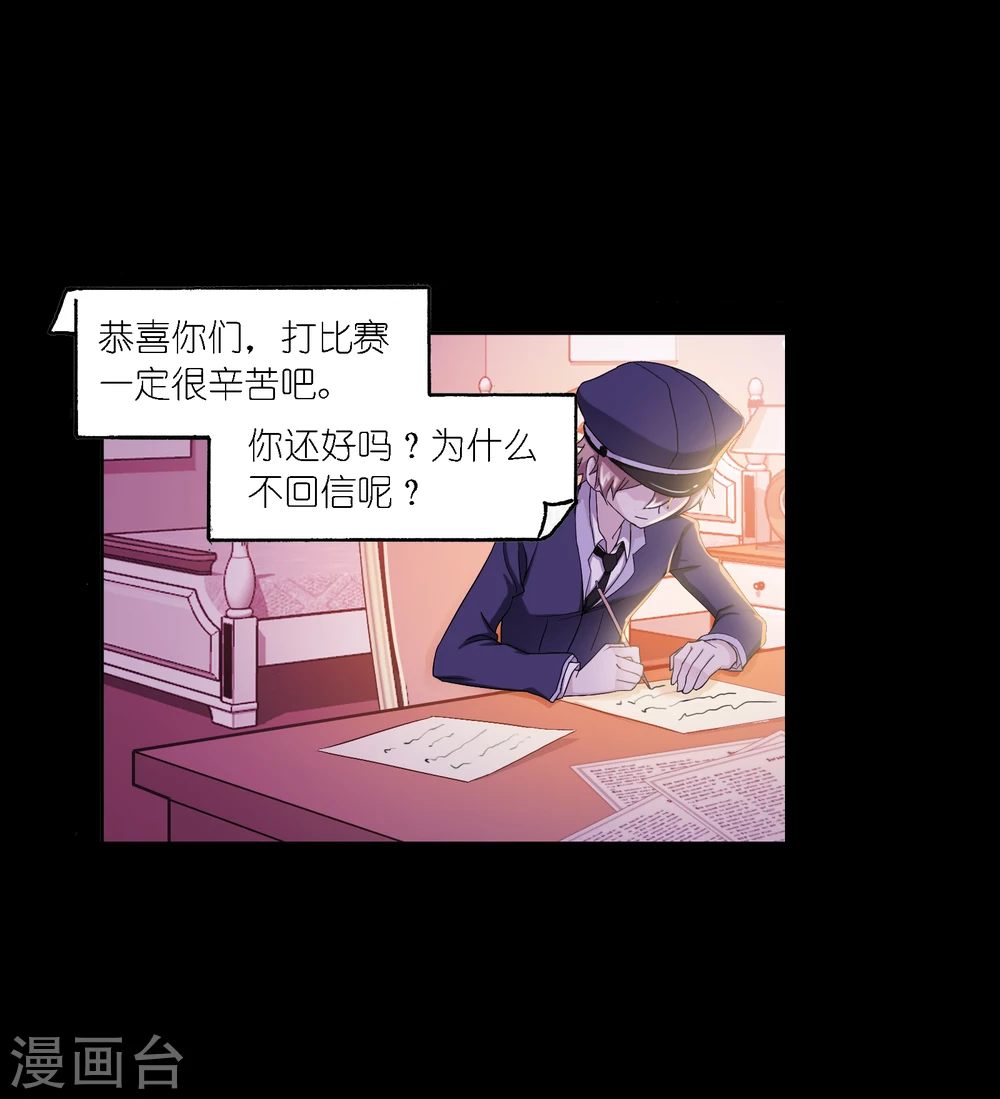 恭喜你们，打比赛
一定很辛苦吧。
你还好吗？为什么
不回信呢？
漫画台